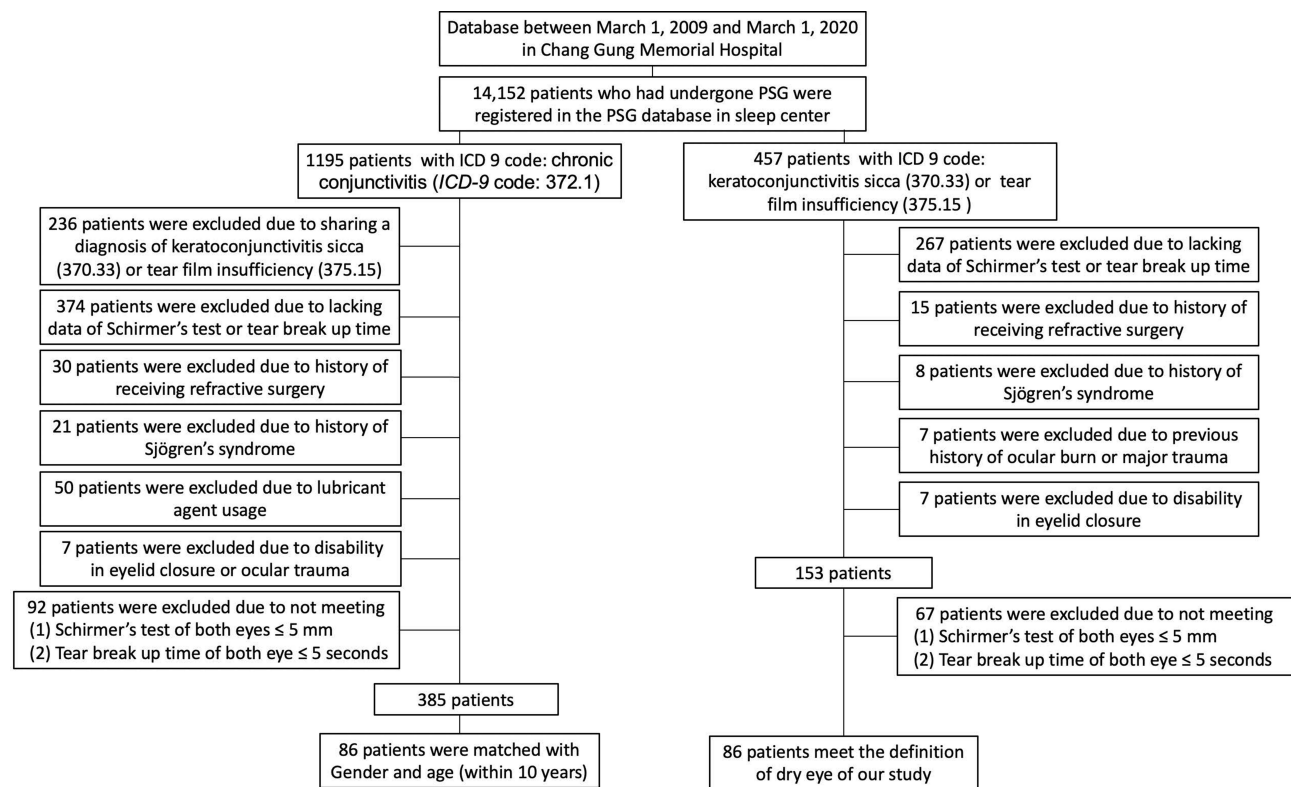 Database between March 1, 2009 and March 1, 2020
in Chang Gung Memorial Hospital
14,152 patients who had undergone PSG were
registered in the PSG database in sleep center
1195 patients with ICD 9 code: chronic
conjunctivitis (ICD-9 code: 372.1)
236 patients were excluded due to sharing a
diagnosis of keratoconjunctivitis sicca
(370.33) or tear film insufficiency (375.15)
374 patients were excluded due to lacking
data of Schirmer's test or tear break up time
30 patients were excluded due to history of
receiving refractive surgery
21 patients were excluded due to history of
Sjögren's syndrome
50 patients were excluded due to lubricant
agent usage
7 patients were excluded due to disability
in eyelid closure or ocular trauma
92 patients were excluded due to not meeting
(1) Schirmer's test of both eyes ≤ 5 mm
(2) Tear break up time of both eye ≤ 5 seconds
385 patients
86 patients were matched with
Gender and age (within 10 years)
457 patients with ICD 9 code:
keratoconjunctivitis sicca (370.33) or tear
film insufficiency (375.15 )
267 patients were excluded due to lacking
data of Schirmer's test or tear break up time
15 patients were excluded due to history of
receiving refractive surgery
8 patients were excluded due to history of
Sjögren's syndrome
7 patients were excluded due to previous
history of ocular burn or major trauma
7 patients were excluded due to disability
in eyelid closure
153 patients
67 patients were excluded due to not meeting
(1) Schirmer's test of both eyes ≤ 5 mm
(2) Tear break up time of both eye ≤ 5 seconds
86 patients meet the definition
of dry eye of our study